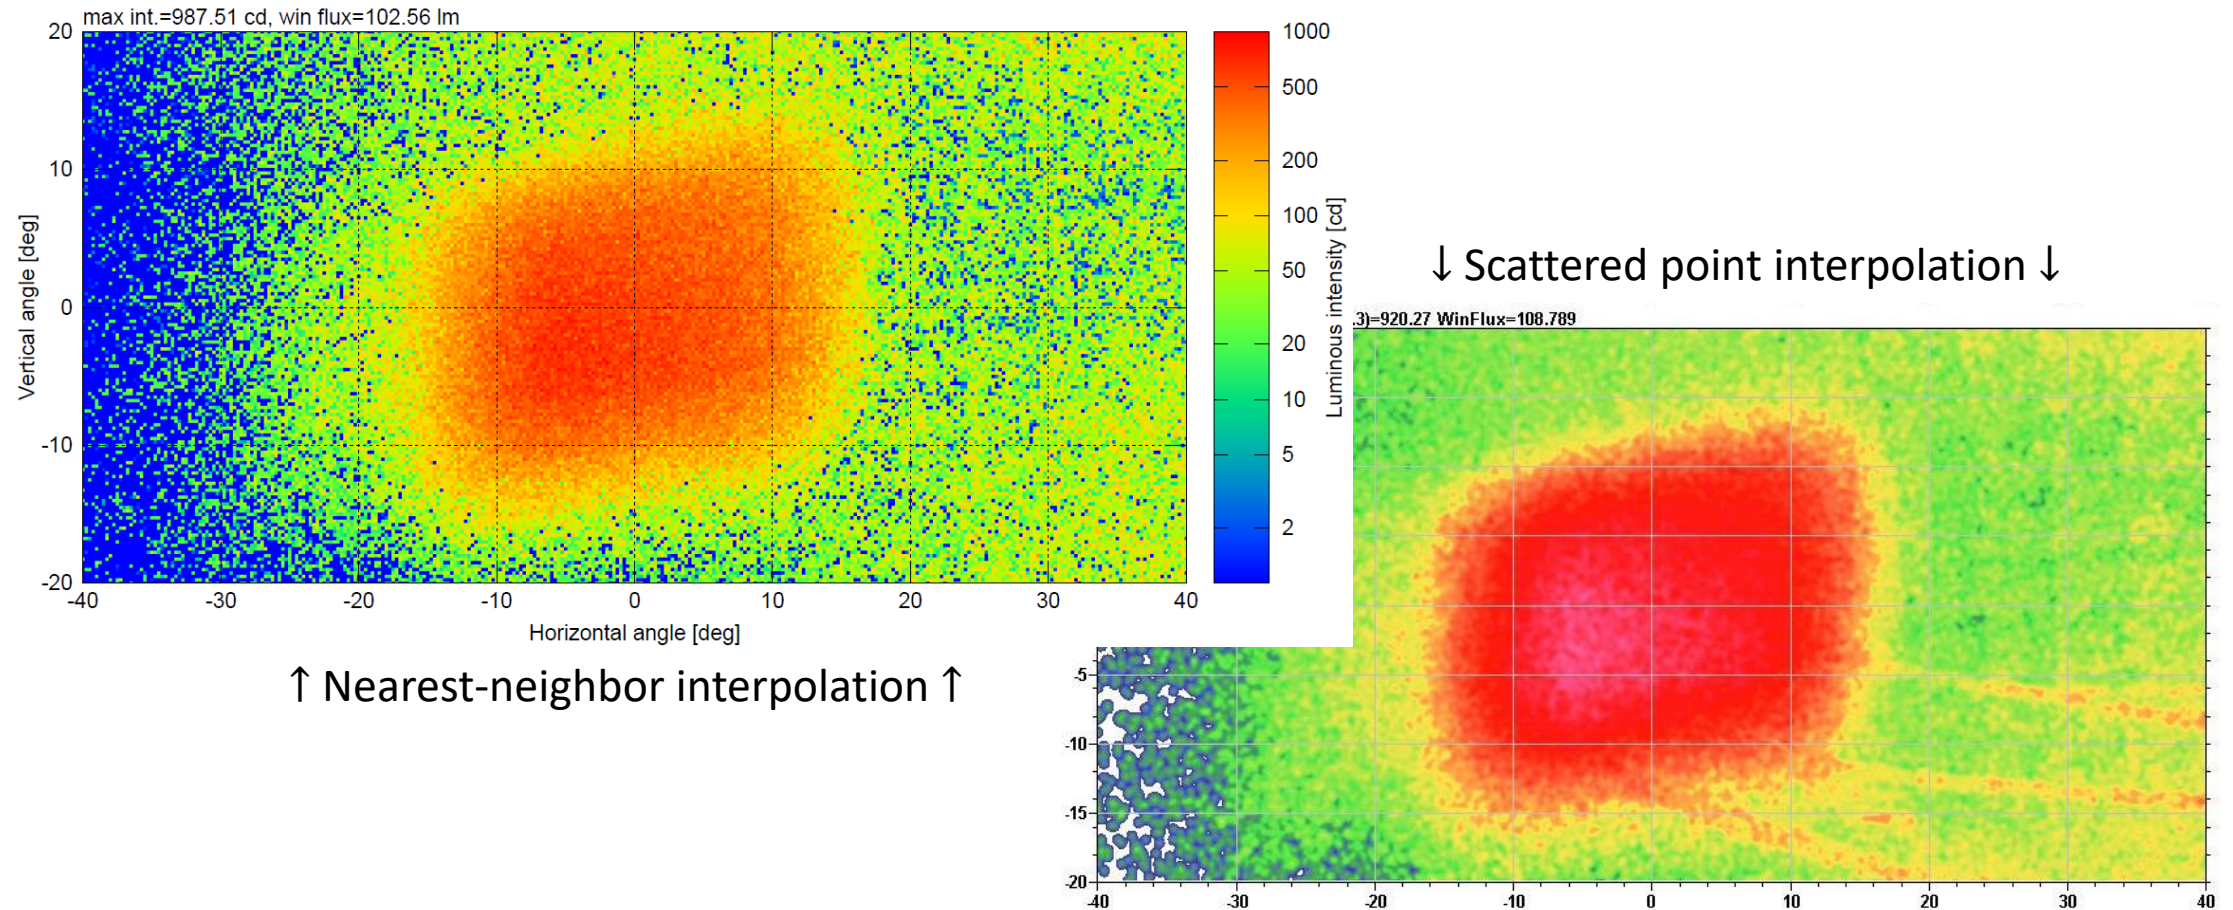 max int.=987.51 cd, win flux=102.56 lm
20
10
0
-10
-20
Vertical angle [deg]
-40 -30 -20 -10 0 10 20 30 40
Horizontal angle [deg]
1000
500
200
100
50
20
10
5
2
Luminous intensity [cd]
↑ Nearest-neighbor interpolation ↑
↓ Scattered point interpolation ↓
.3)=920.27 WinFlux=108.789
-5
-10
-15
-20
-40 -30 -20 -10 0 10 20 30 40